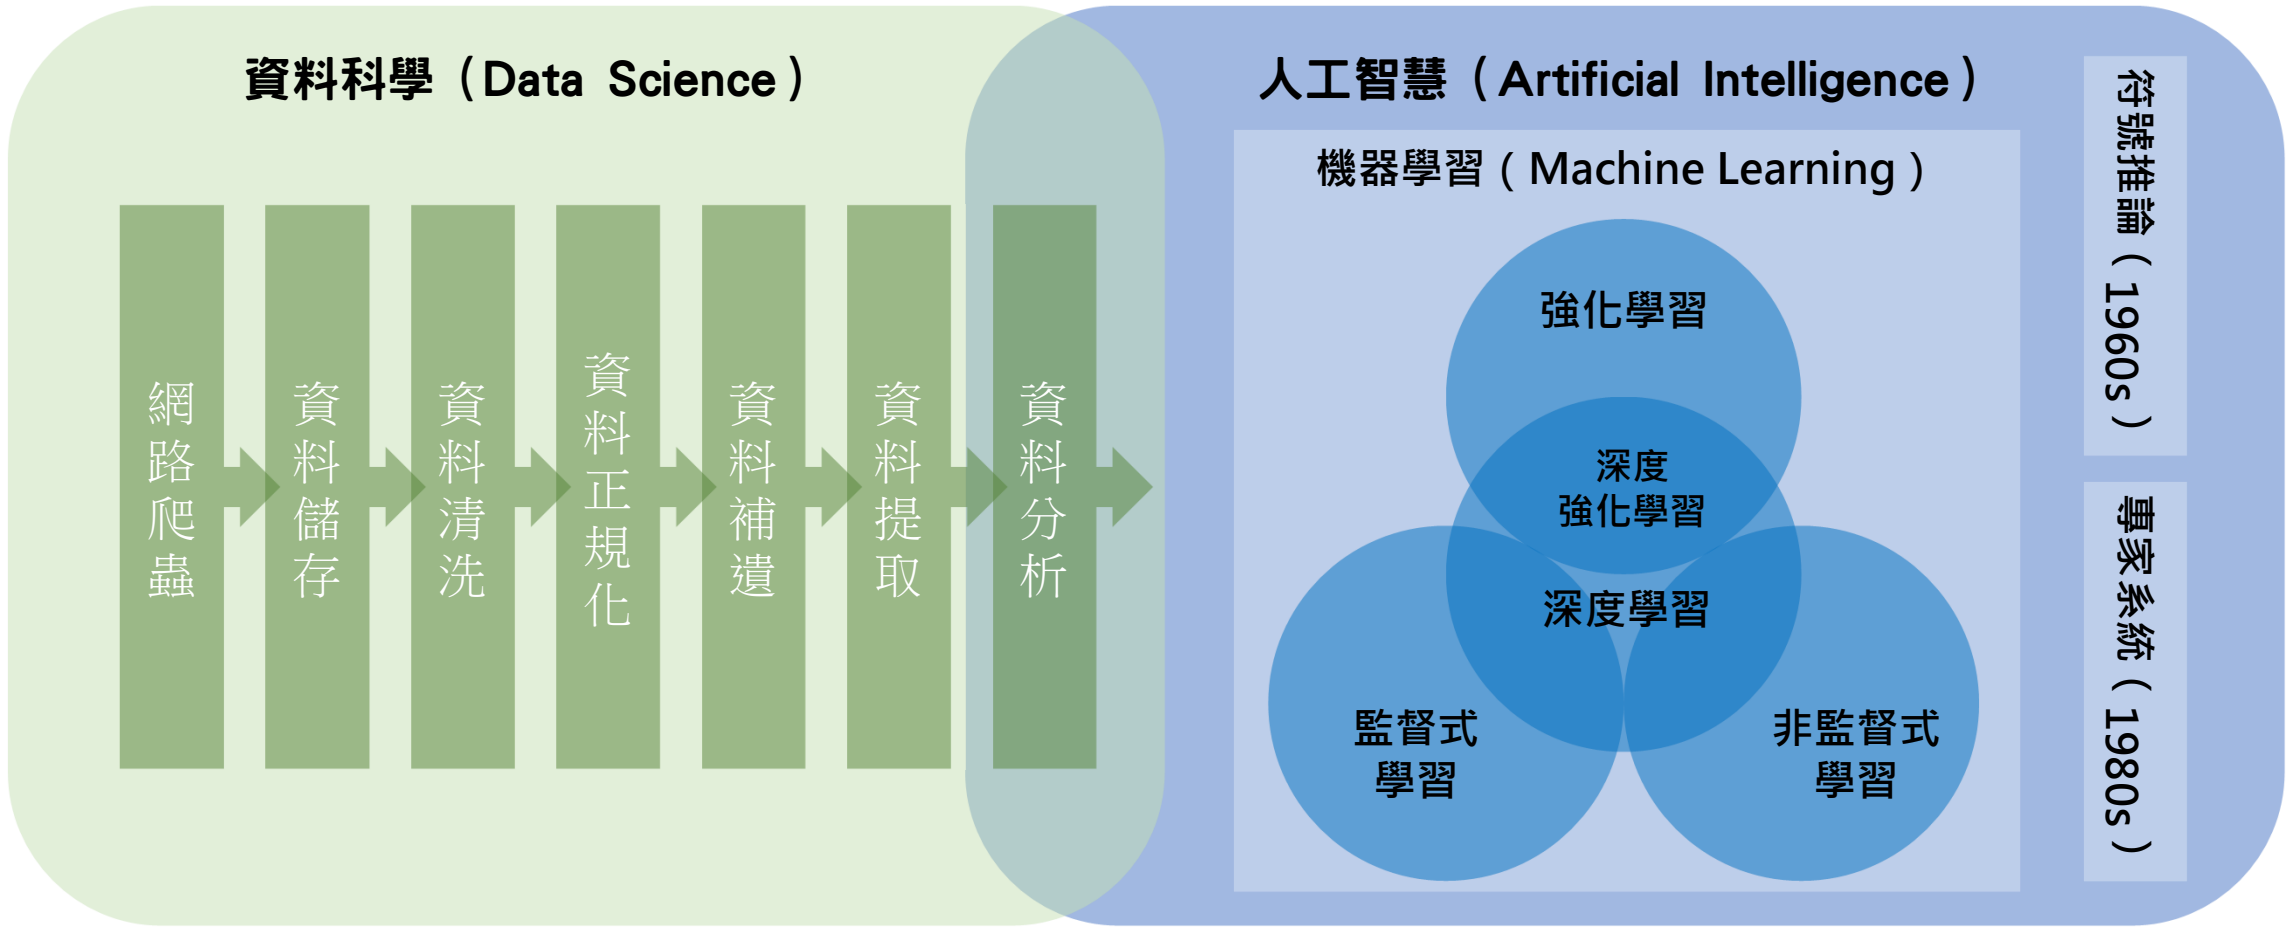 資料科學（Data Science）
網路爬蟲
資料儲存
資料清洗
資料正規化
資料補遺
資料提取
資料分析
人工智慧（Artificial Intelligence）
機器學習（Machine Learning）
強化學習
深度
強化學習
深度學習
監督式
學習
非監督式
學習
符號推論（1960s）
專家系統（1980s）